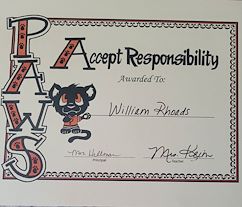 PAWS
Accept Responsibility
Awarded To:
William Rhoads
Principal
Teacher